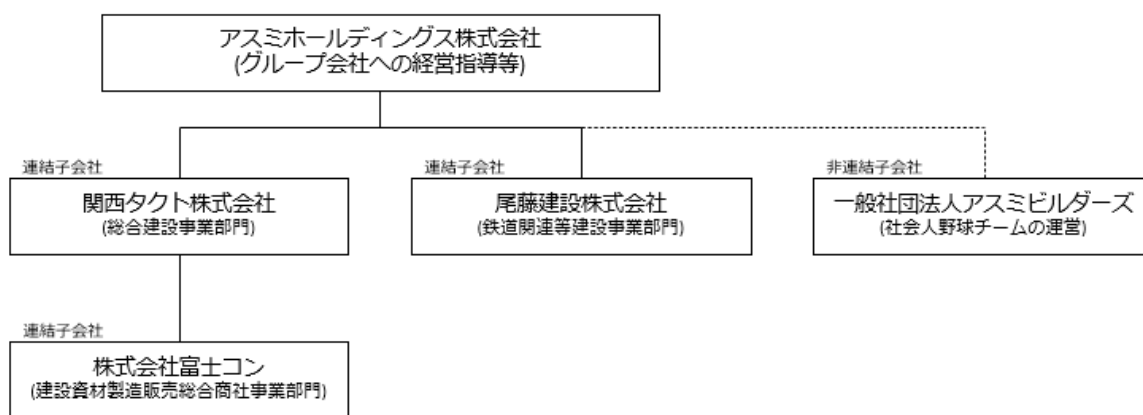 アスミホールディングス株式会社
(グループ会社への経営指導等)
連結子会社
関西タクト株式会社
(総合建設事業部門)
連結子会社
尾藤建設株式会社
(鉄道関連等建設事業部門)
非連結子会社
一般社団法人アスミビルダーズ
(社会人野球チームの運営)
連結子会社
株式会社富士コン
(建設資材製造販売総合商社事業部門)